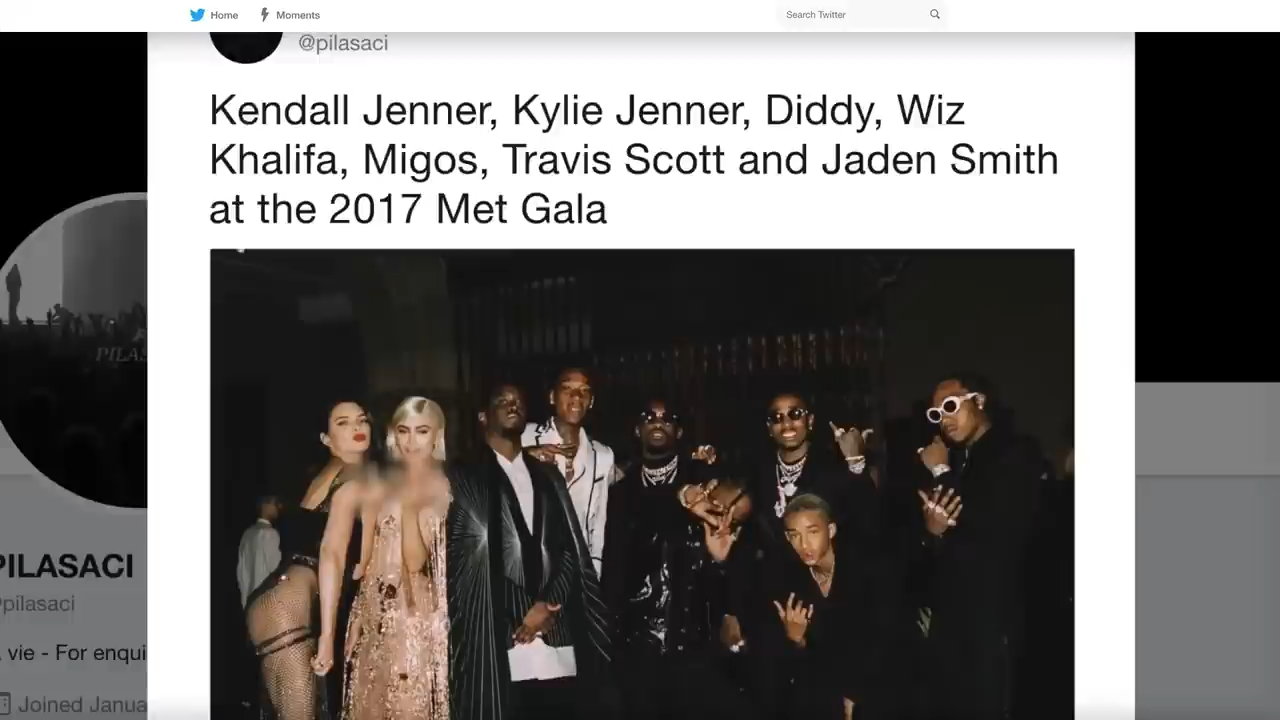 Home
Moments
Search Twitter
@pilasaci
Kendall Jenner, Kylie Jenner, Diddy, Wiz
Khalifa, Migos, Travis Scott and Jaden Smith
at the 2017 Met Gala
PILAS
PILASACI
pilasaci
vie - For enqui
Joined Janua